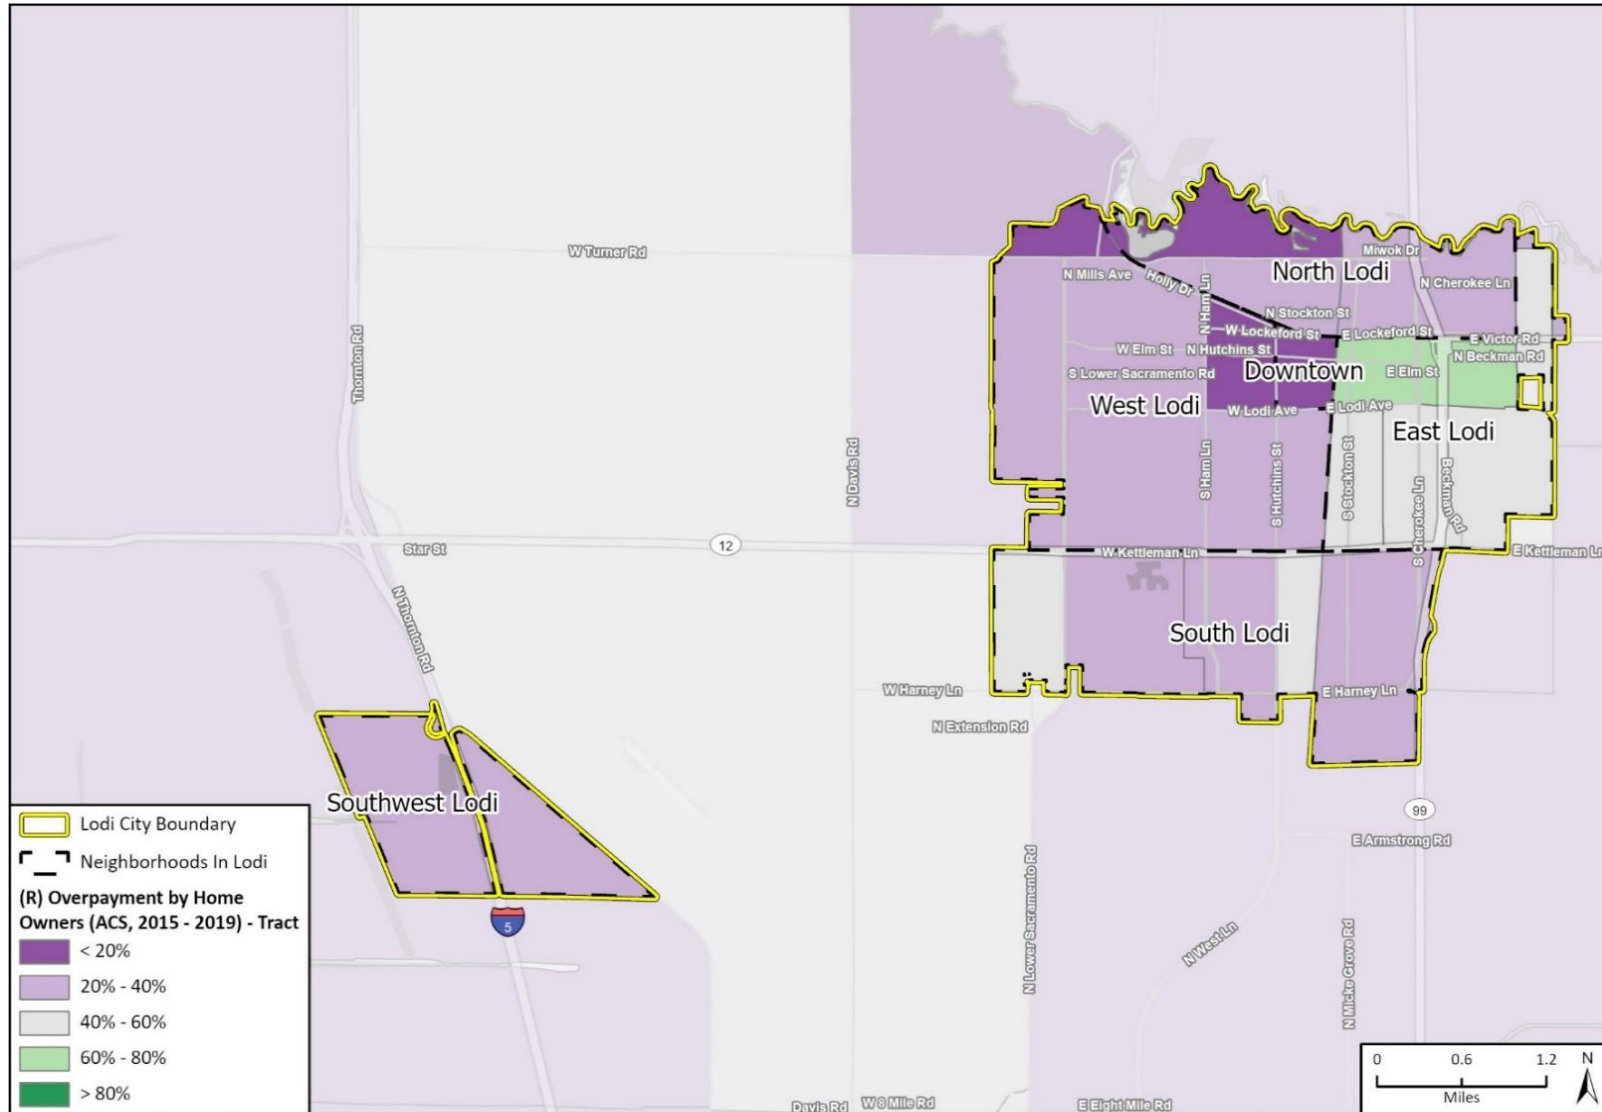 W Turner Rd
Miwok Dr
North Lodi
N Mills Ave
Holly Dr
N Ham Ln
N Cherokee Ln
N Stockton St
W Lockeford St
E Lockeford St
E Victor Rd
W Elm St
N Hutchins St
N Beckman Rd
Thornton Rd
S Lower Sacramento Rd
Downtown
E Elm St
West Lodi
W Lodi Ave
E Lodi Ave
East Lodi
N Davis Rd
S Ham Ln
S Hutchins St
S Stockton St
S Cherokee Ln
Beckman Rd
Star St
12
W Kettleman Ln
E Kettleman Ln
N Thornton Rd
South Lodi
W Harney Ln
E Harney Ln
N Extension Rd
Southwest Lodi
99
E Armstrong Rd
N Lower Sacramento Rd
N West Ln
N Micke Grove Rd
5
Davis Rd
W 8 Mile Rd
E Eight Mile Rd
Lodi City Boundary
Neighborhoods In Lodi
(R) Overpayment by Home
Owners (ACS, 2015 - 2019) - Tract
< 20%
20% - 40%
40% - 60%
60% - 80%
> 80%
0 0.6 1.2
Miles
N